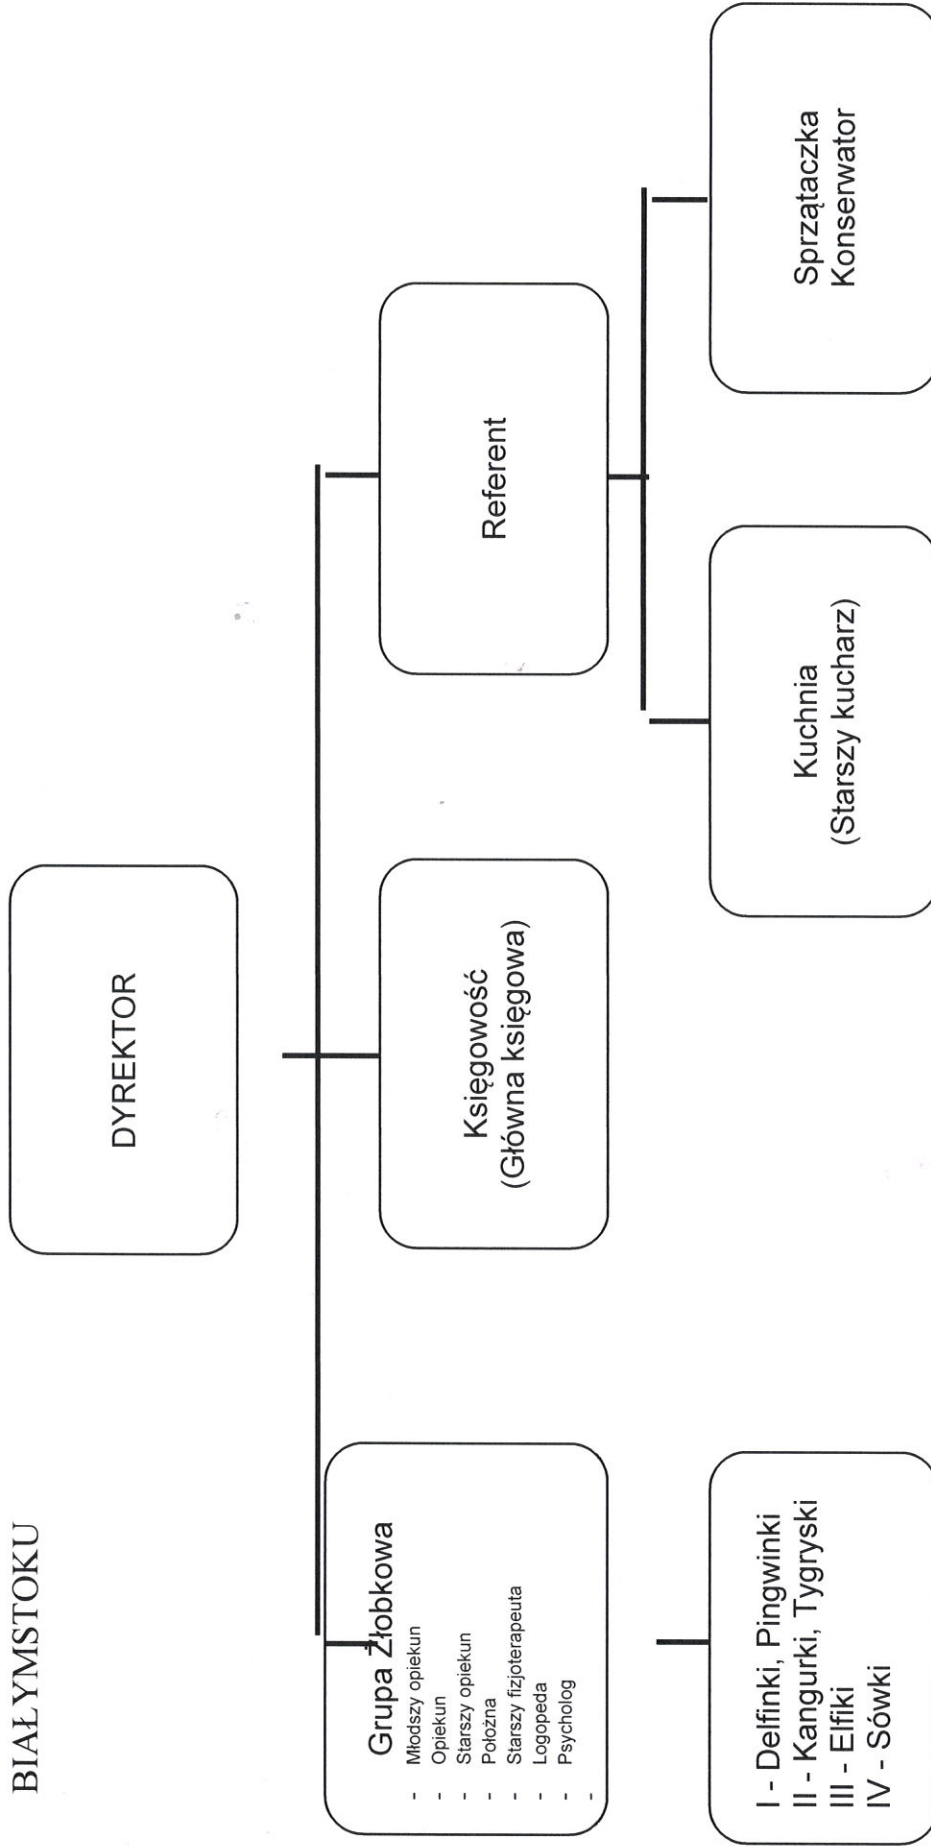 BIAŁYMSTOKU
DYREKTOR
Grupa Żłobkowa
- Młodszy opiekun
- Opiekun
- Starszy opiekun
- Położna
- Starszy fizjoterapeuta
- Logopeda
- Psycholog
-
Księgowość
(Główna księgowa)
Referent
I - Delfinki, Pingwinki
II - Kangurki, Tygryski
III - Elfiki
IV - Sówki
Kuchnia
(Starszy kucharz)
Sprzątaczka
Konserwator